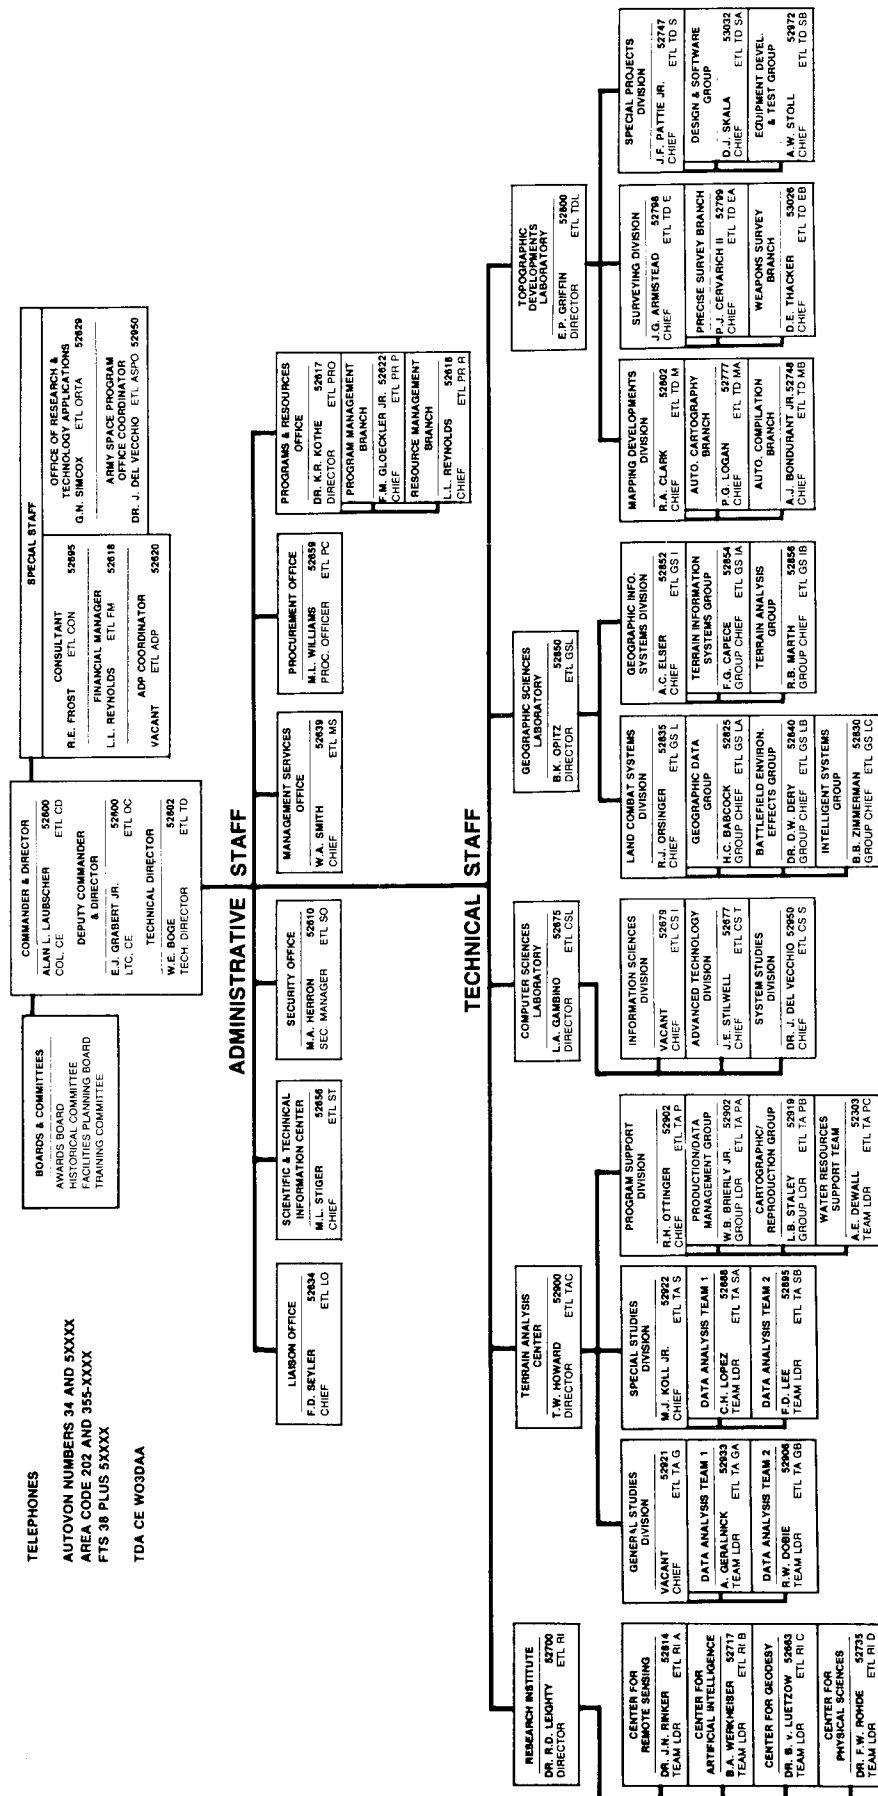 TELEPHONES
AUTOVON NUMBERS 34 AND 5XXXX
AREA CODE 202 AND 355-XXXX
FTS 38 PLUS 5XXXX
TDA CE WO3DAA
BOARDS & COMMITTEES
AWARDS BOARD
HISTORICAL COMMITTEE
FACILITIES PLANNING BOARD
TRAINING COMMITTEE
COMMANDER & DIRECTOR
ALAN L. LAUBSCHER 52600
COL, CE ETL CD
DEPUTY COMMANDER
& DIRECTOR
E.J. GRABERT JR. 52600
LTC, CE ETL DC
TECHNICAL DIRECTOR
W.E. BOGE 52602
TECH. DIRECTOR ETL TD
SPECIAL STAFF
CONSULTANT
R.E. FROST ETL CON 52695
FINANCIAL MANAGER
L.L. REYNOLDS ETL FM 52618
ADP COORDINATOR
VACANT ETL ADP 52620
OFFICE OF RESEARCH &
TECHNOLOGY APPLICATIONS
G.N. SIMCOX ETL ORTA 52629
ARMY SPACE PROGRAM
OFFICE COORDINATOR
DR. J. DEL VECCHIO ETL ASPO 52950
ADMINISTRATIVE STAFF
LIAISON OFFICE
F.D. SEYLER 52634
CHIEF ETL LO
SCIENTIFIC & TECHNICAL
INFORMATION CENTER
M.L. STIGER 52656
CHIEF ETL ST
SECURITY OFFICE
M.A. HERRON 52610
SEC. MANAGER ETL SO
MANAGEMENT SERVICES
OFFICE
W.A. SMITH 52639
CHIEF ETL MS
PROCUREMENT OFFICE
M.L. WILLIAMS 52659
PROC. OFFICER ETL PC
PROGRAMS & RESOURCES
OFFICE
DR. K.R. KOTHE 52617
DIRECTOR ETL PRO
PROGRAM MANAGEMENT
BRANCH
F.M. GLOECKLER JR. 52622
CHIEF ETL PR P
RESOURCE MANAGEMENT
BRANCH
L.L. REYNOLDS 52618
CHIEF ETL PR R
TECHNICAL STAFF
RESEARCH INSTITUTE
DR. R.D. LEIGHTY 52700
DIRECTOR ETL RI
CENTER FOR
REMOTE SENSING
DR. J.N. RINKER 52814
TEAM LDR ETL RI A
CENTER FOR
ARTIFICIAL INTELLIGENCE
B.A. WERKHEISER 52717
TEAM LDR ETL RI B
CENTER FOR GEODESY
DR. B. v. LUETZOW 52663
TEAM LDR ETL RI C
CENTER FOR
PHYSICAL SCIENCES
DR. F.W. ROHDE 52735
TEAM LDR ETL RI D
TERRAIN ANALYSIS
CENTER
T.W. HOWARD 52900
DIRECTOR ETL TAC
GENERAL STUDIES
DIVISION
VACANT 52921
CHIEF ETL TA G
DATA ANALYSIS TEAM 1
A. GERALNICK 52933
TEAM LDR ETL TA GA
DATA ANALYSIS TEAM 2
R.W. DOBIE 52906
TEAM LDR ETL TA GB
SPECIAL STUDIES
DIVISION
M.J. KOLL JR. 52922
CHIEF ETL TA S
DATA ANALYSIS TEAM 1
C.H. LOPEZ 52868
TEAM LDR ETL TA SA
DATA ANALYSIS TEAM 2
F.D. LEE 52895
TEAM LDR ETL TA SB
PROGRAM SUPPORT
DIVISION
R.H. OTTINGER 52902
CHIEF ETL TA P
PRODUCTION/DATA
MANAGEMENT GROUP
W.B. BRIERLY JR. 52902
GROUP LDR ETL TA PA
CARTOGRAPHIC/
REPRODUCTION GROUP
L.B. STALEY 52919
GROUP LDR ETL TA PB
WATER RESOURCES
SUPPORT TEAM
A.E. DEWALL 52303
TEAM LDR ETL TA PC
COMPUTER SCIENCES
LABORATORY
L.A. GAMBINO 52675
DIRECTOR ETL CSL
INFORMATION SCIENCES
DIVISION
VACANT 52679
CHIEF ETL CS I
ADVANCED TECHNOLOGY
DIVISION
J.E. STILWELL 52677
CHIEF ETL CS T
SYSTEM STUDIES
DIVISION
DR. J. DEL VECCHIO 52950
CHIEF ETL CS S
GEOGRAPHIC SCIENCES
LABORATORY
B.K. OPITZ 52850
DIRECTOR ETL GSL
LAND COMBAT SYSTEMS
DIVISION
R.J. ORSINGER 52835
CHIEF ETL GS L
GEOGRAPHIC DATA
GROUP
H.C. BABCOCK 52825
GROUP CHIEF ETL GS LA
BATTLEFIELD ENVIRON.
EFFECTS GROUP
DR. D.W. DERY 52840
GROUP CHIEF ETL GS LB
INTELLIGENT SYSTEMS
GROUP
B.B. ZIMMERMAN 52830
GROUP CHIEF ETL GS LC
GEOGRAPHIC INFO.
SYSTEMS DIVISION
A.C. ELSER 52852
CHIEF ETL GS I
TERRAIN INFORMATION
SYSTEMS GROUP
F.G. CAPECE 52854
GROUP CHIEF ETL GS IA
TERRAIN ANALYSIS
GROUP
R.B. MARTH 52856
GROUP CHIEF ETL GS IB
TOPOGRAPHIC
DEVELOPMENTS
LABORATORY
E.P. GRIFFIN 52800
DIRECTOR ETL TDL
MAPPING DEVELOPMENTS
DIVISION
R.A. CLARK 52802
CHIEF ETL TD M
AUTO. CARTOGRAPHY
BRANCH
P.G. LOGAN 52777
CHIEF ETL TD MA
AUTO. COMPILATION
BRANCH
A.J. BONDURANT JR. 52748
CHIEF ETL TD MB
SURVEYING DIVISION
J.G. ARMISTEAD 52798
CHIEF ETL TD E
PRECISE SURVEY BRANCH
P.J. CERVARICH II 52799
CHIEF ETL TD EA
WEAPONS SURVEY
BRANCH
D.E. THACKER 53026
CHIEF ETL TD EB
SPECIAL PROJECTS
DIVISION
J.F. PATTIE JR. 52747
CHIEF ETL TD S
DESIGN & SOFTWARE
GROUP
D.J. SKALA 53032
CHIEF ETL TD SA
EQUIPMENT DEVEL.
& TEST GROUP
A.W. STOLL 52972
CHIEF ETL TD SB